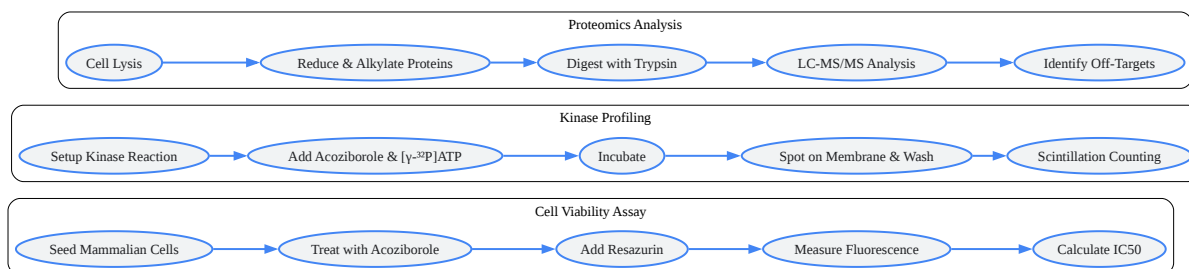 Proteomics Analysis
Cell Lysis
Reduce & Alkylate Proteins
Digest with Trypsin
LC-MS/MS Analysis
Identify Off-Targets
Kinase Profiling
Setup Kinase Reaction
Add Acoziborole & [γ-³²P]ATP
Incubate
Spot on Membrane & Wash
Scintillation Counting
Cell Viability Assay
Seed Mammalian Cells
Treat with Acoziborole
Add Resazurin
Measure Fluorescence
Calculate IC50